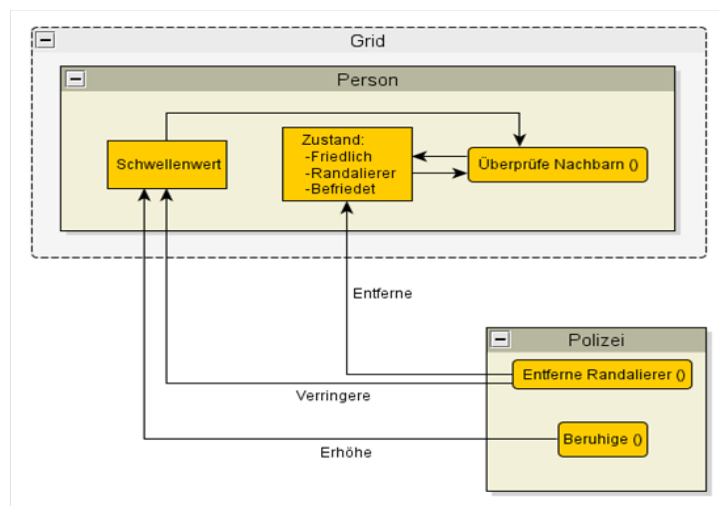 Grid
Person
Schwellenwert
Zustand:
-Friedlich
-Randalierer
-Befriedet
Überprüfe Nachbarn ()
Entferne
Polizei
Entferne Randalierer ()
Verringere
Beruhige ()
Erhöhe